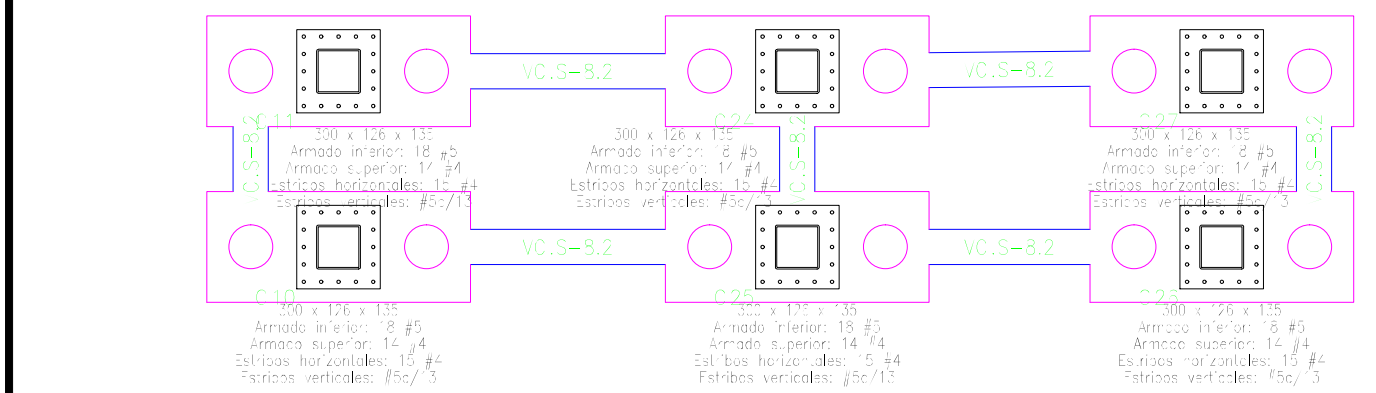 VC.S-8.2
VC.S-8.2
C11
C24
C27
VC.S-8.2
VC.S-8.2
VC.S-8.2
300 x 126 x 135
Armado inferior: 18 #5
Armado superior: 14 #4
Estribos horizontales: 15 #4
Estribos verticales: #5c/13
300 x 126 x 135
Armado inferior: 18 #5
Armado superior: 14 #4
Estribos horizontales: 15 #4
Estribos verticales: #5c/13
300 x 126 x 135
Armado inferior: 18 #5
Armado superior: 14 #4
Estribos horizontales: 15 #4
Estribos verticales: #5c/13
VC.S-8.2
VC.S-8.2
C10
C25
C26
300 x 126 x 135
Armado inferior: 18 #5
Armado superior: 14 #4
Estribos horizontales: 15 #4
Estribos verticales: #5c/13
300 x 126 x 135
Armado inferior: 18 #5
Armado superior: 14 #4
Estribos horizontales: 15 #4
Estribos verticales: #5c/13
300 x 126 x 135
Armado inferior: 18 #5
Armado superior: 14 #4
Estribos horizontales: 15 #4
Estribos verticales: #5c/13